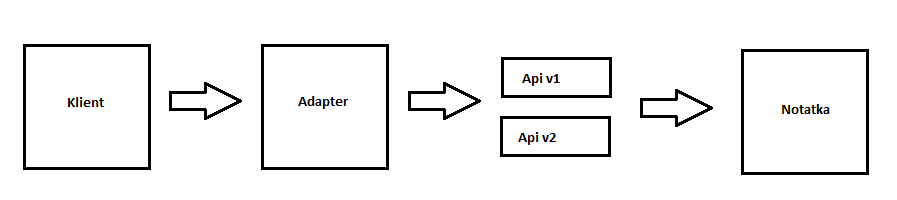 Klient
Adapter
Api v1
Api v2
Notatka